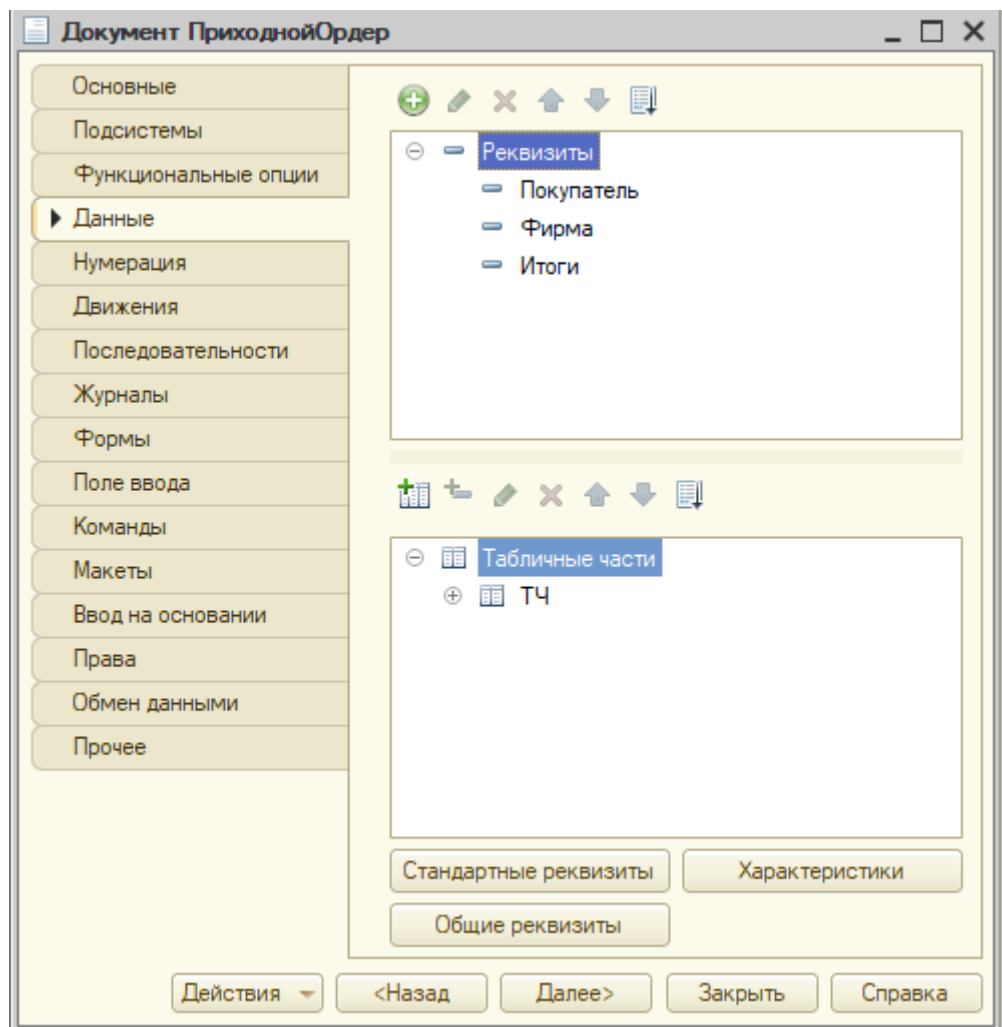 Документ ПриходнойОрдер
Основные
Подсистемы
Функциональные опции
Данные
Нумерация
Движения
Последовательности
Журналы
Формы
Поле ввода
Команды
Макеты
Ввод на основании
Права
Обмен данными
Прочее
Реквизиты
Покупатель
Фирма
Итоги
Табличные части
ТЧ
Стандартные реквизиты
Характеристики
Общие реквизиты
Действия
<Назад
Далее>
Закрыть
Справка